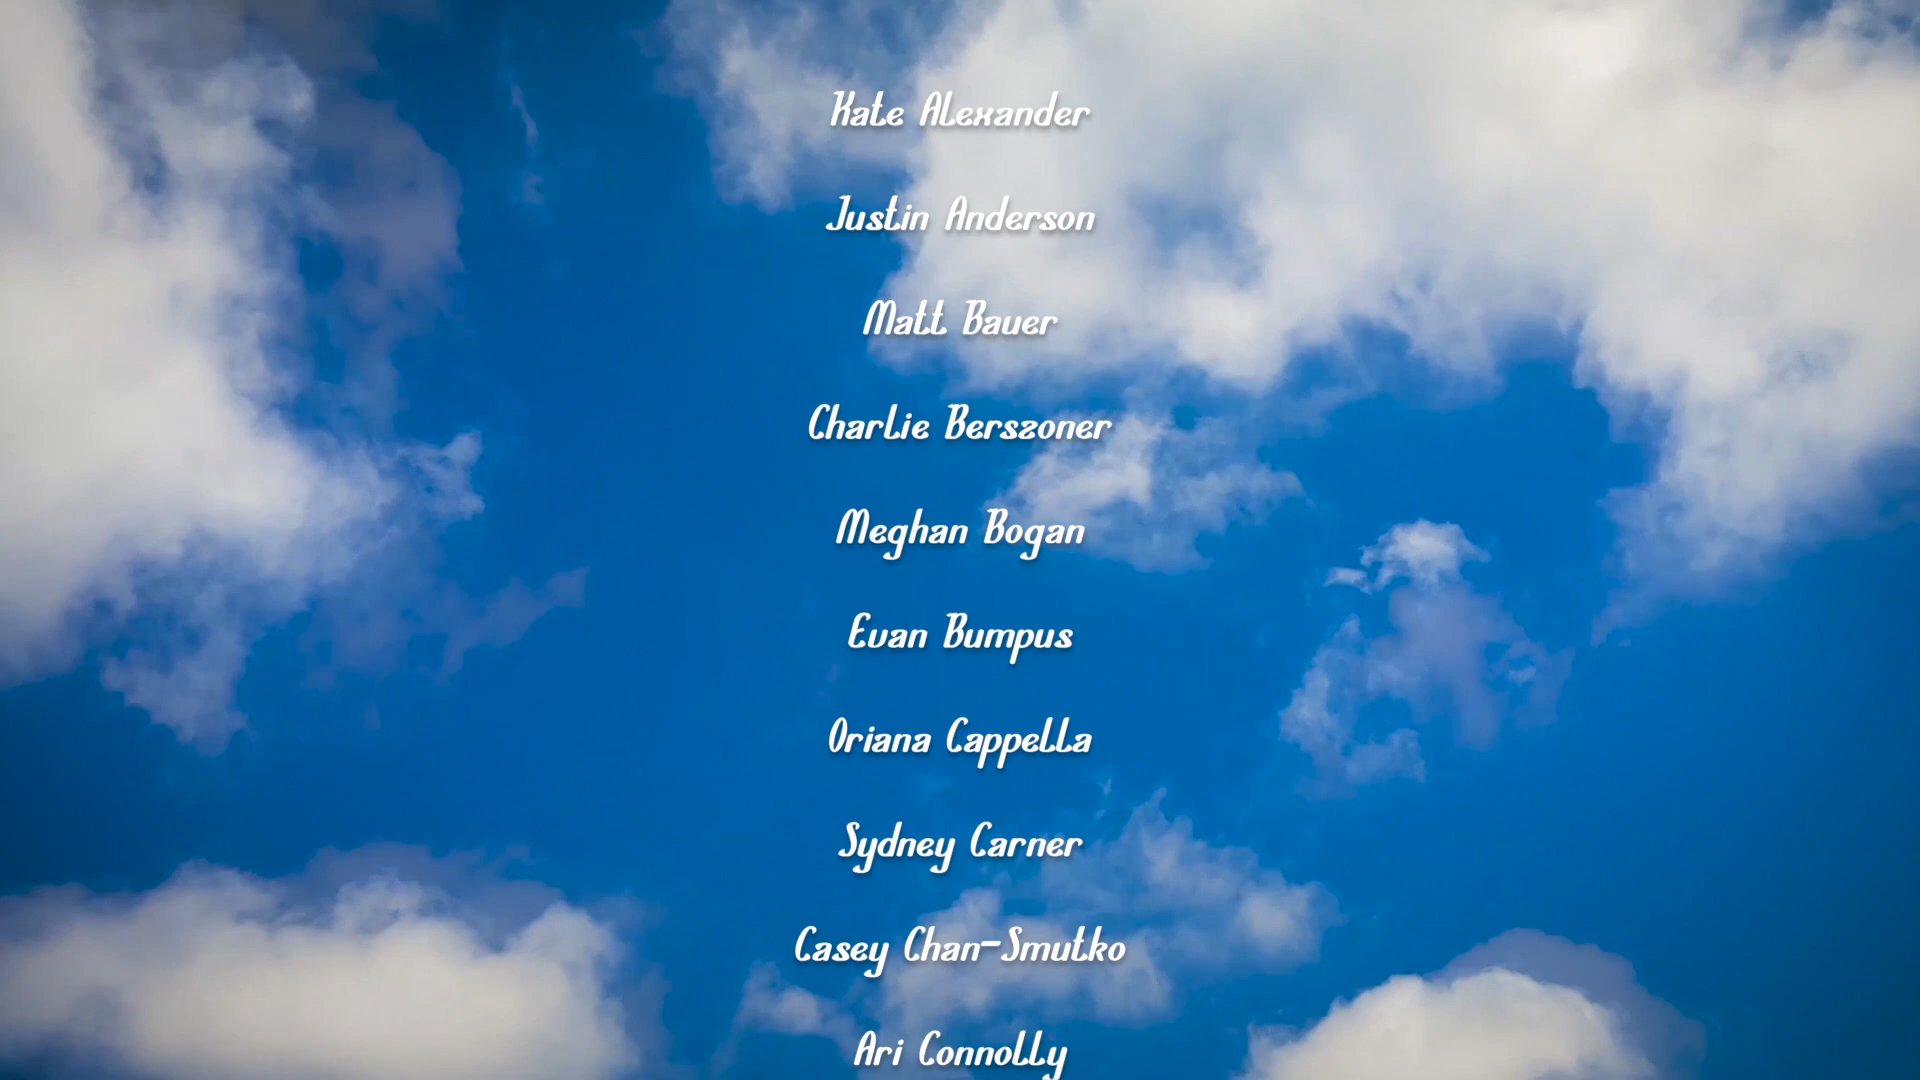 Kate Alexander
Justin Anderson
Matt Bauer
Charlie Berszoner
Meghan Bogan
Evan Bumpus
Oriana Cappella
Sydney Carner
Casey Chan-Smutko
Ari Connolly